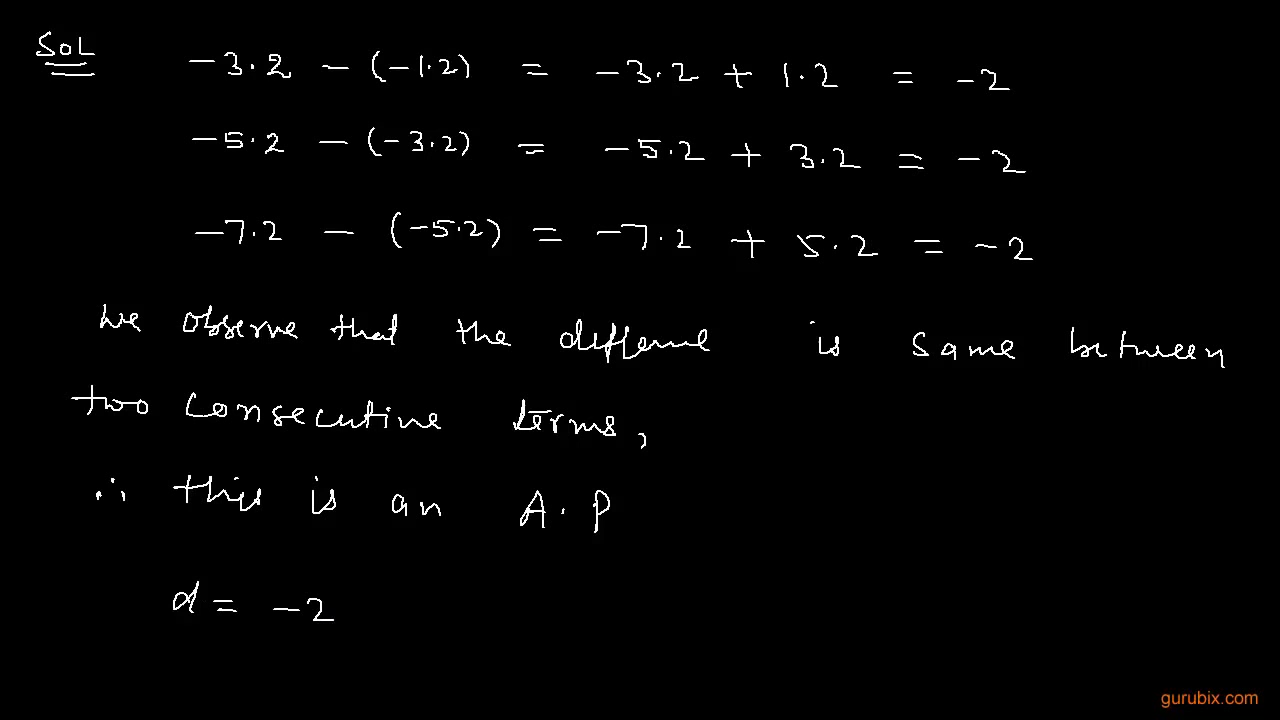 SOL
-3.2 - (-1.2) = -3.2 + 1.2 = -2
-5.2 - (-3.2) = -5.2 + 3.2 = -2
-7.2 - (-5.2) = -7.2 + 5.2 = -2
we observe that the is same between
two consecutive terms,
∴ this is an A.P
d = -2
gurubix.com